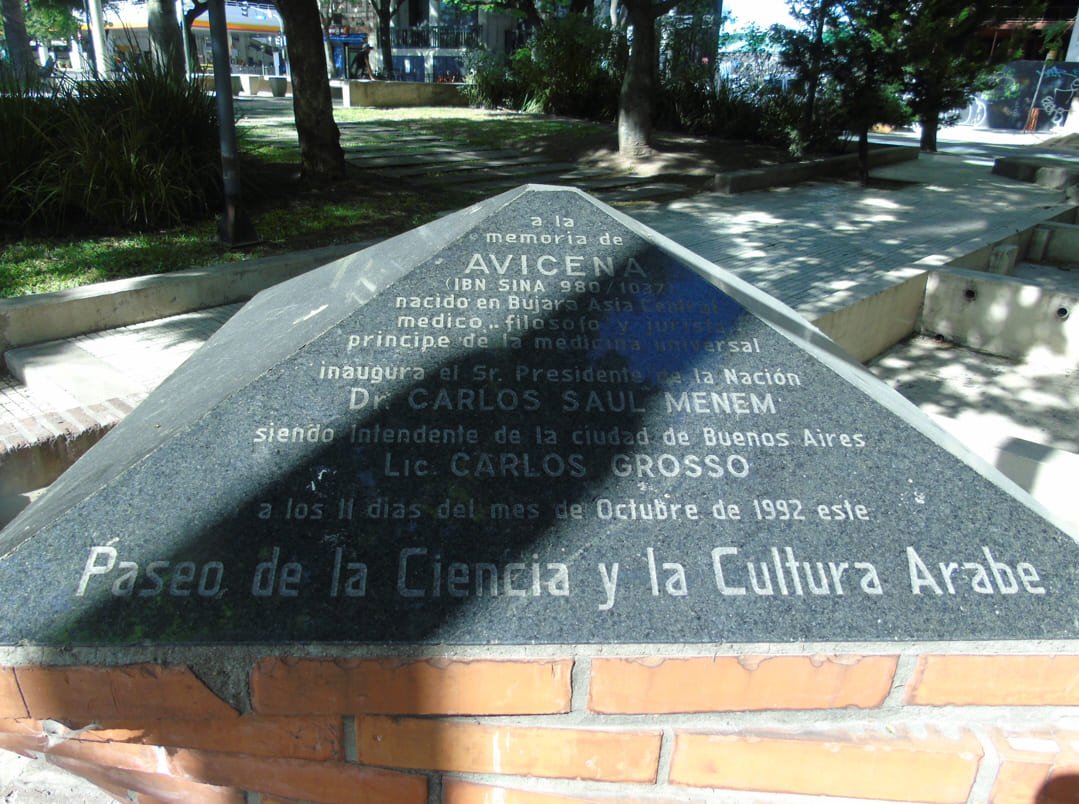 a la
memoria de
AVICENA
(IBN SINA 980/1037)
nacido en Bujara Asia Central
medico, filosofo y jurista,
principe de la medicina universal
inaugura el Sr. Presidente de la Nación
Dr. CARLOS SAUL MENEM
siendo Intendente de la ciudad de Buenos Aires
Lic. CARLOS GROSSO
a los 11 dias del mes de Octubre de 1992 este
Paseo de la Ciencia y la Cultura Arabe